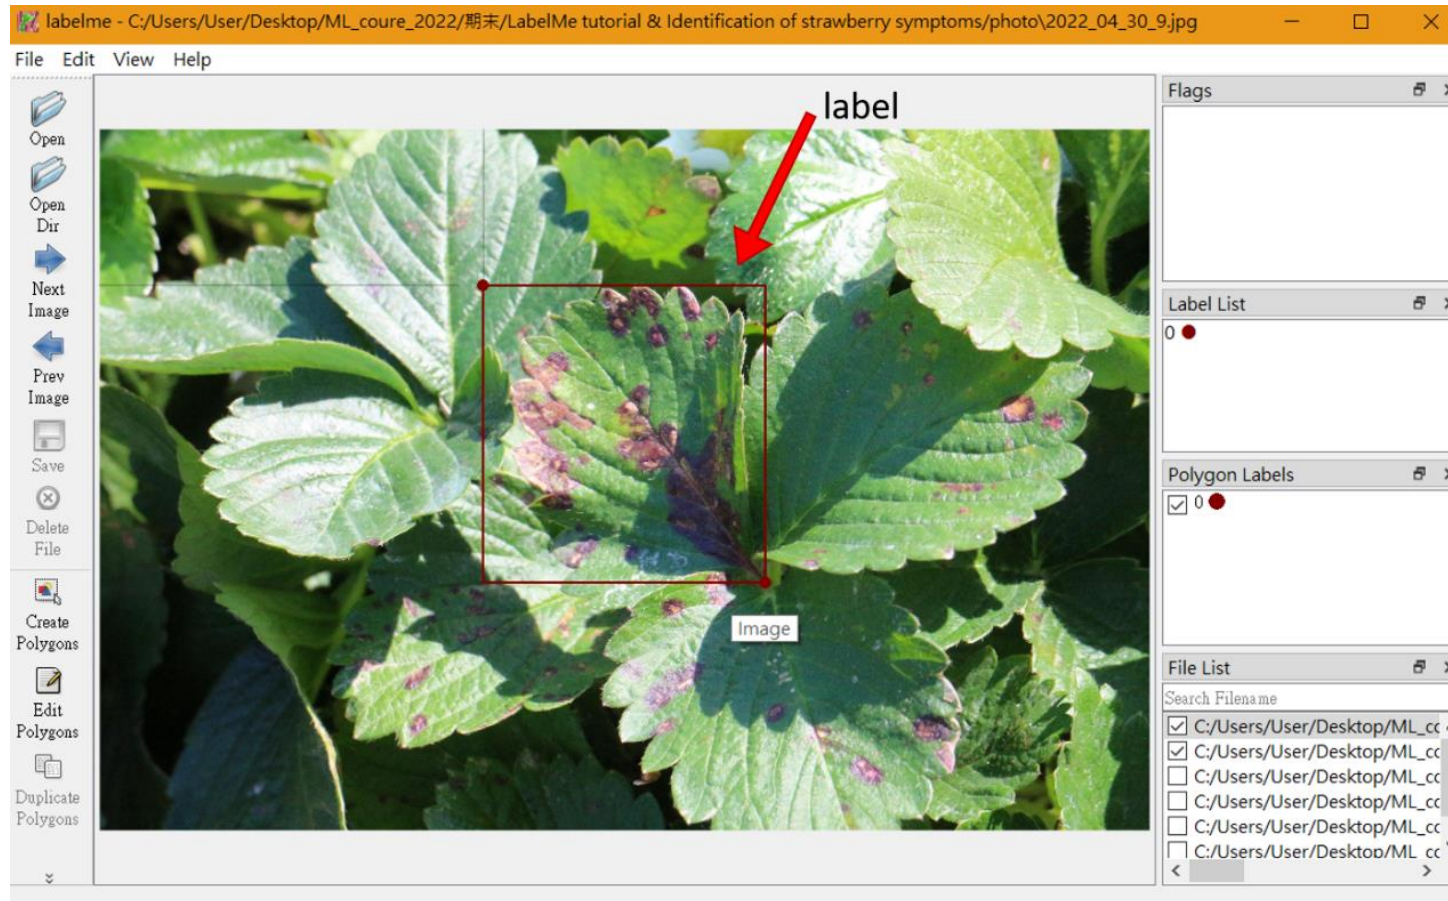 labelme - C:/Users/User/Desktop/ML_coure_2022/期末/LabelMe tutorial & Identification of strawberry symptoms/photo\2022_04_30_9.jpg
File Edit View Help
Open
Open
Dir
Next
Image
Prev
Image
Save
Delete
File
Create
Polygons
Edit
Polygons
Duplicate
Polygons
label
Image
Flags
Label List
0
Polygon Labels
0
File List
Search Filename
C:/Users/User/Desktop/ML_cc
C:/Users/User/Desktop/ML_cc
C:/Users/User/Desktop/ML_cc
C:/Users/User/Desktop/ML_cc
C:/Users/User/Desktop/ML_cc
C:/Users/User/Desktop/ML_cc